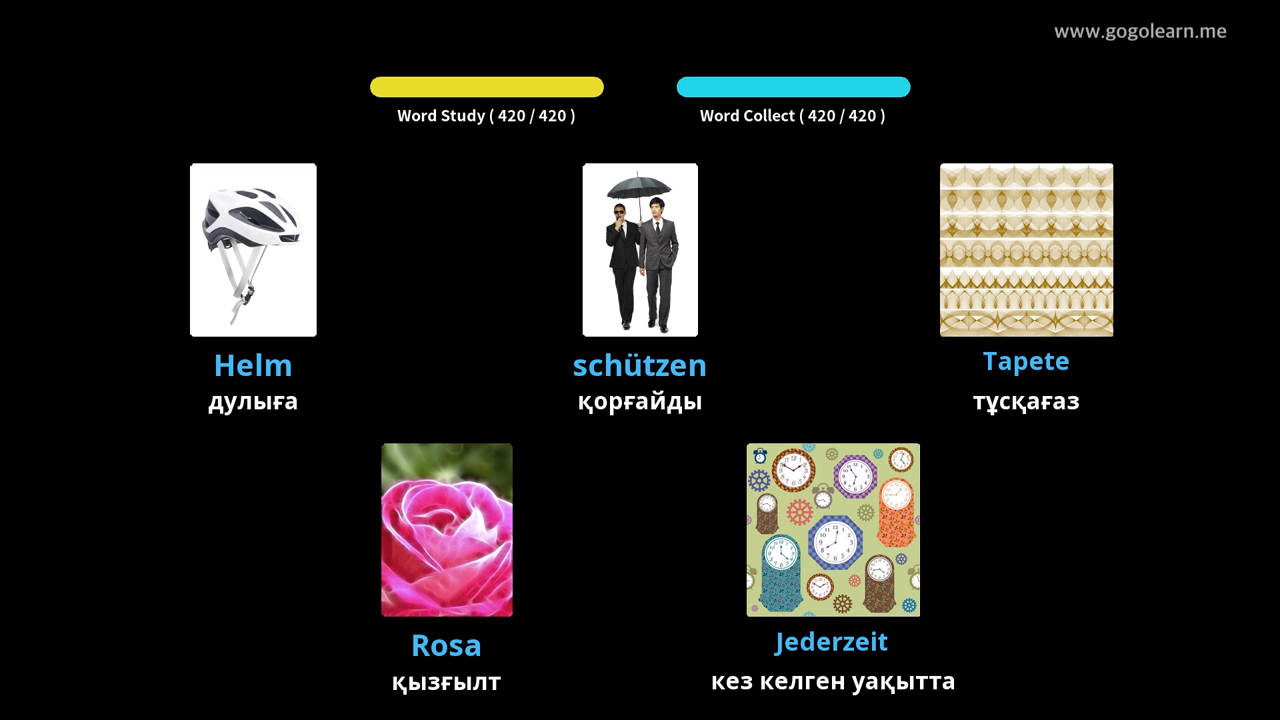 www.gogolearn.me
Word Study ( 420 / 420 )
Word Collect ( 420 / 420 )
Helm
дулыға
schützen
қорғайды
Tapete
тұсқағаз
Rosa
қызғылт
Jederzeit
кез келген уақытта